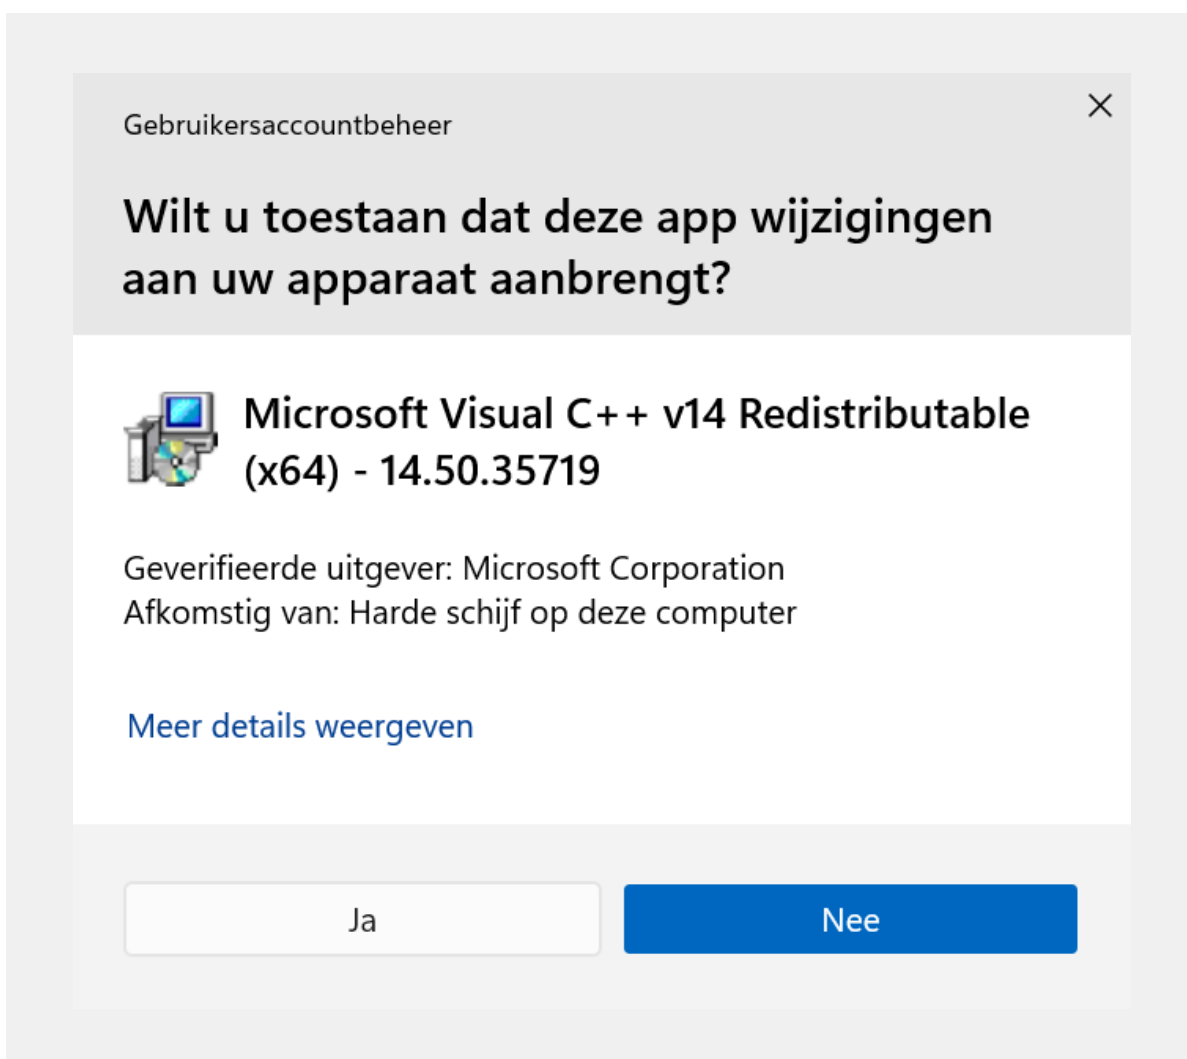 Gebruikersaccountbeheer
Wilt u toestaan dat deze app wijzigingen
aan uw apparaat aanbrengt?
Microsoft Visual C++ v14 Redistributable
(x64) - 14.50.35719
Geverifieerde uitgever: Microsoft Corporation
Afkomstig van: Harde schijf op deze computer
Meer details weergeven
Ja
Nee